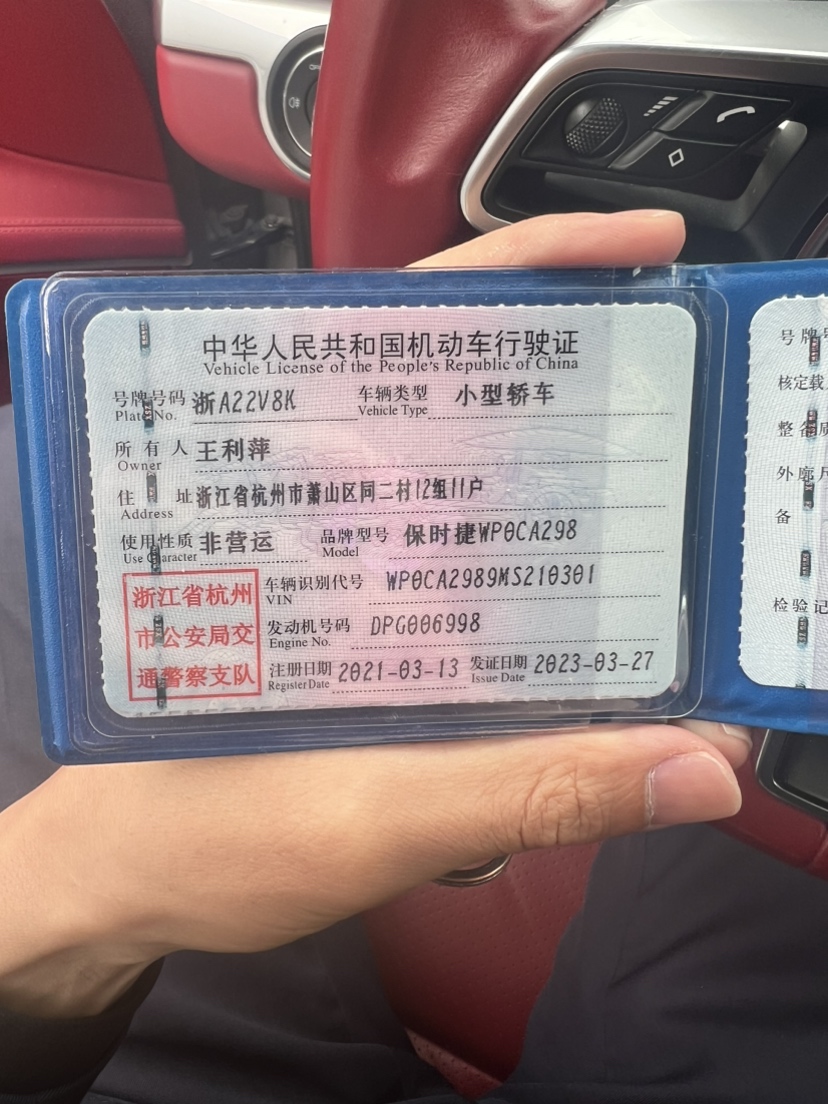 中华人民共和国机动车行驶证
Vehicle License of the People's Republic of China
号牌号码 浙A22V8K 车辆类型 小型轿车
Plate No. Vehicle Type
所有人 王利萍
Owner
住址 浙江省杭州市萧山区同二村12组11户
Address
使用性质 非营运 品牌型号 保时捷WP0CA298
Use Character Model
浙江省杭州
市公安局交
通警察支队
车辆识别代号 WP0CA2989MS210301
VIN
发动机号码 DPG006998
Engine No.
注册日期 2021-03-13 发证日期 2023-03-27
Register Date Issue Date
号牌
核定载
整备质
外廓尺
备
检验记